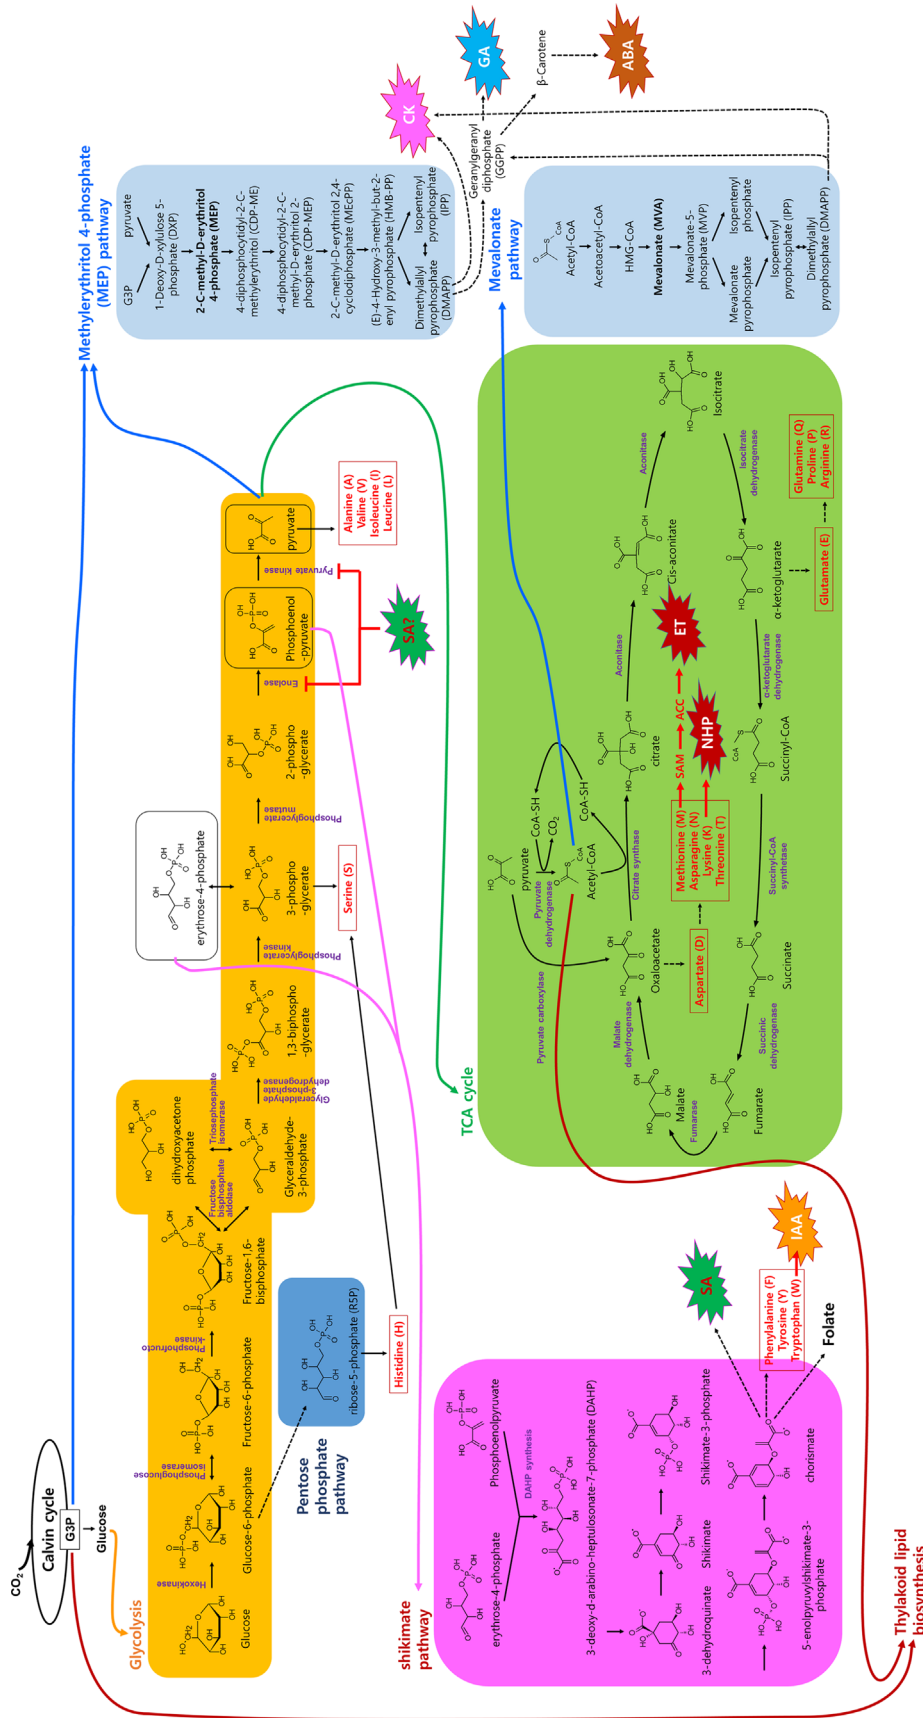 CO2
Calvin cycle
G3P
Glucose
Glycolysis
Glucose
Hexokinase
Glucose-6-phosphate
Phosphoglucose
isomerase
Fructose-6-phosphate
Phosphofructo
-kinase
Fructose-1,6-
bisphosphate
Fructose
bisphosphate
aldolase
dihydroxyacetone
phosphate
Triosephosphate
isomerase
Glyceraldehyde-
3-phosphate
Glyceraldehyde
3-phosphate
dehydrogenase
1,3-biphospho
-glycerate
Phosphoglycerate
kinase
erythrose-4-phosphate
3-phospho
-glycerate
Serine (S)
Phosphoglycerate
mutase
2-phospho
-glycerate
Enolase
Phosphoenol
-pyruvate
Pyruvate kinase
pyruvate
SA?
Alanine (A)
Valine (V)
Isoleucine (I)
Leucine (L)
Pentose
phosphate
pathway
ribose-5-phosphate (R5P)
Histidine (H)
Methylerythritol 4-phosphate
(MEP) pathway
G3P
pyruvate
1-Deoxy-D-xylulose 5-
phosphate (DXP)
2-C-methyl-D-erythritol
4-phosphate (MEP)
4-diphosphocytidyl-2-C-
methylerythritol (CDP-ME)
4-diphosphocytidyl-2-C-
methyl-D-erythritol 2-
phosphate (CDP-MEP)
2-C-methyl-D-erythritol 2,4-
cyclodiphosphate (MEcPP)
(E)-4-Hydroxy-3-methyl-but-2-
enyl pyrophosphate (HMB-PP)
Dimethylallyl
pyrophosphate
(DMAPP)
Isopentenyl
pyrophosphate
(IPP)
CK
GA
ABA
Geranylgeranyl
diphosphate
(GGPP)
β-Carotene
Mevalonate
pathway
Acetyl-CoA
Acetoacetyl-CoA
HMG-CoA
Mevalonate (MVA)
Mevalonate-5-
phosphate (MVP)
Mevalonate
pyrophosphate
Isopentenyl
phosphate
Isopentenyl
pyrophosphate (IPP)
Dimethylallyl
pyrophosphate (DMAPP)
TCA cycle
pyruvate
Pyruvate
dehydrogenase
CoA-SH
CO2
Acetyl-CoA
CoA-SH
Pyruvate carboxylase
Citrate synthase
citrate
Aconitase
Cis-aconitate
Aconitase
Isocitrate
Isocitrate
dehydrogenase
α-ketoglutarate
Glutamate (E)
Glutamine (Q)
Proline (P)
Arginine (R)
α-ketoglutarate
dehydrogenase
Succinyl-CoA
Succinyl-CoA
synthetase
Succinate
Succinic
dehydrogenase
Fumarate
Fumarase
Malate
Malate
dehydrogenase
Oxaloacetate
Aspartate (D)
Methionine (M)
Asparagine (N)
Lysine (K)
Threonine (T)
SAM
ACC
ET
NHP
shikimate
pathway
erythrose-4-phosphate
Phosphoenolpyruvate
DAHP synthesis
3-deoxy-d-arabino-heptulosonate-7-phosphate (DAHP)
3-dehydroquinate
Shikimate
Shikimate-3-phosphate
5-enolpyruvylshikimate-3-
phosphate
chorismate
SA
Phenylalanine (F)
Tyrosine (Y)
Tryptophan (W)
IAA
Folate
Thylakoid lipid
biosynthesis